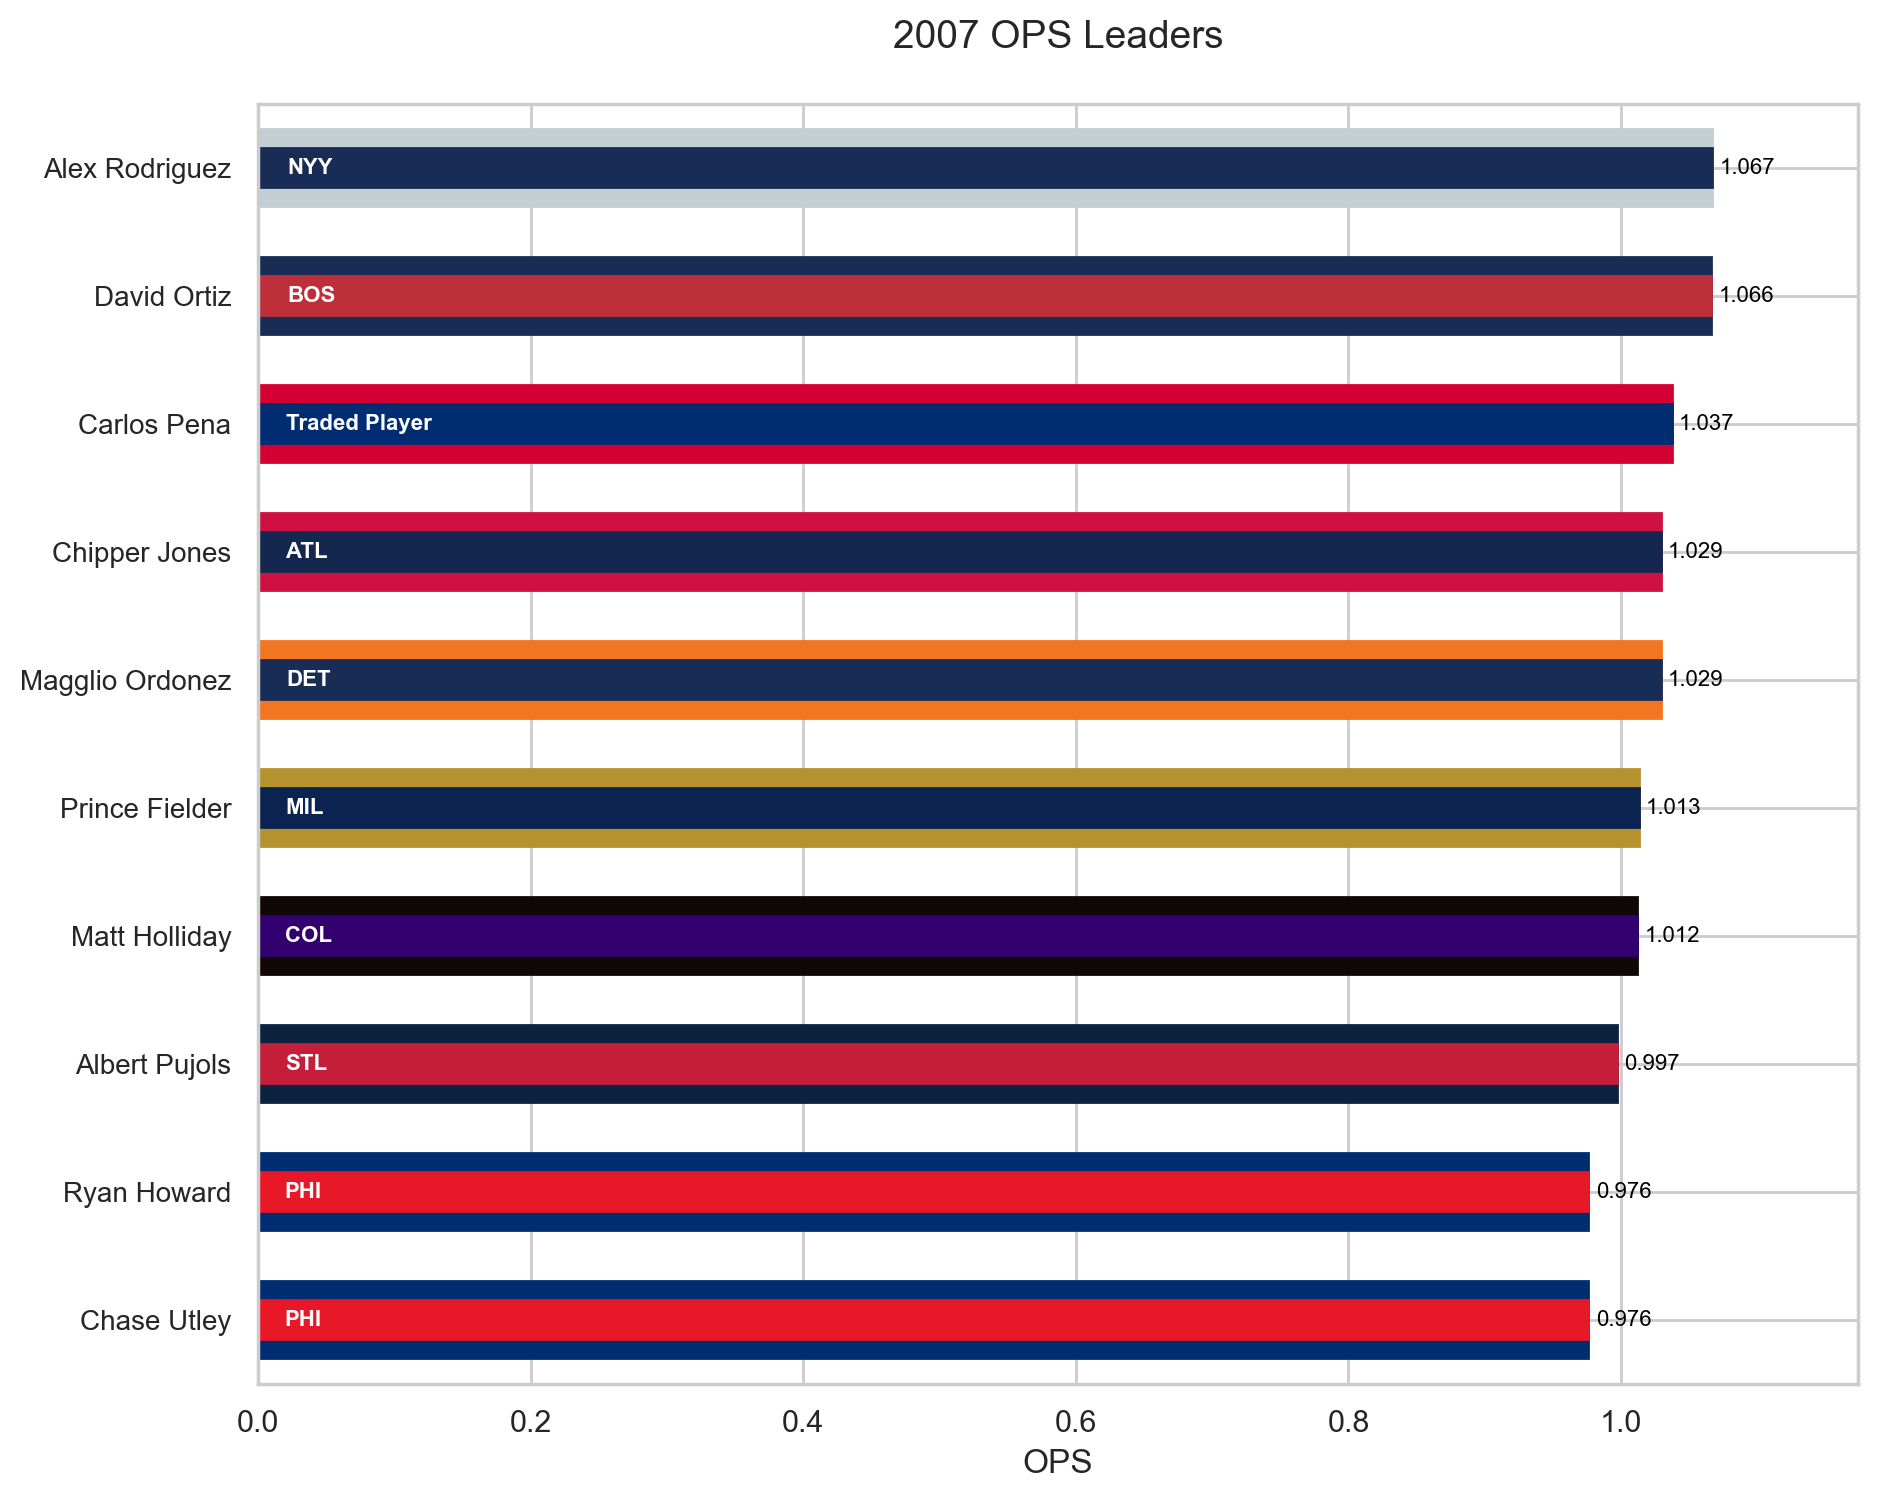 2007 OPS Leaders
Alex Rodriguez NYY 1.067
David Ortiz BOS 1.066
Carlos Pena Traded Player 1.037
Chipper Jones ATL 1.029
Magglio Ordonez DET 1.029
Prince Fielder MIL 1.013
Matt Holliday COL 1.012
Albert Pujols STL 0.997
Ryan Howard PHI 0.976
Chase Utley PHI 0.976
0.0 0.2 0.4 0.6 0.8 1.0
OPS